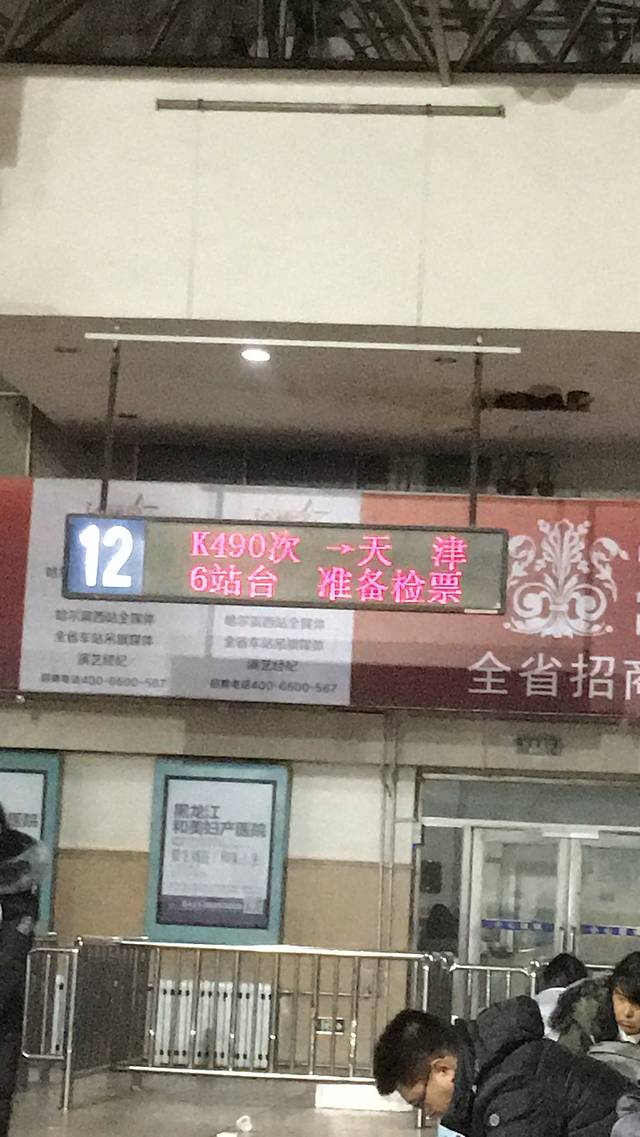 12
K490次 →天 津
6站台 准备检票
哈尔滨西站全媒体
全省车站吊旗媒体
演艺经纪
招商电话400-6600-567
哈尔滨西站全媒体
全省车站吊旗媒体
演艺经纪
招商电话400-6600-567
全省招商
黑龙江
和美妇产医院
医院